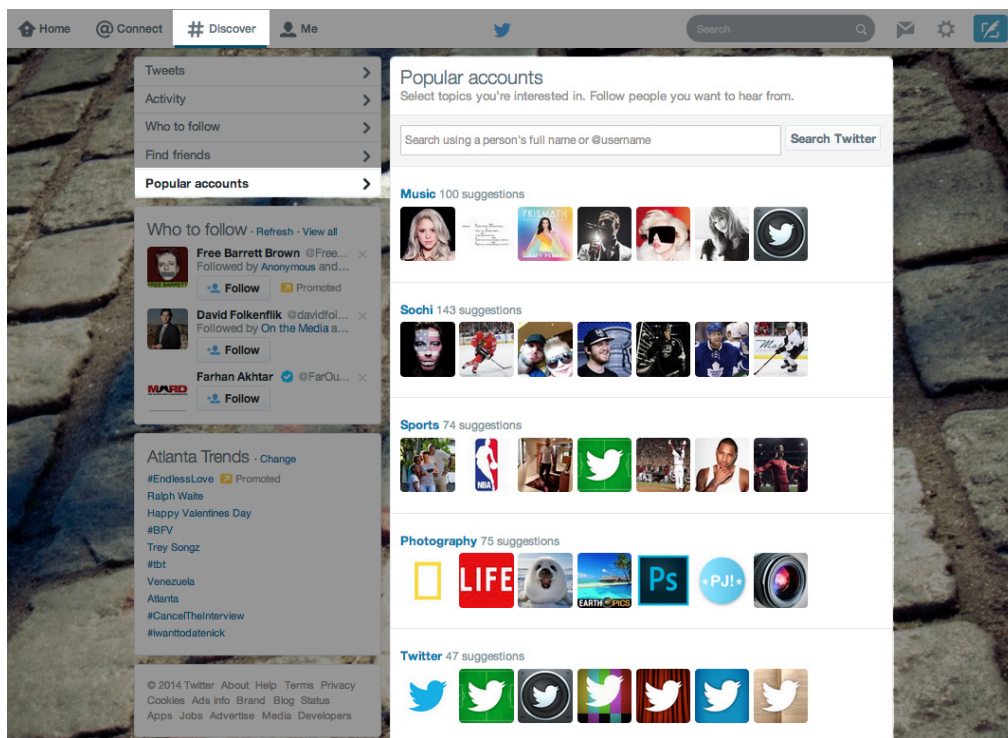 Home
Connect
# Discover
Me
Search
Tweets
Activity
Who to follow
Find friends
Popular accounts
Who to follow · Refresh · View all
Free Barrett Brown @Free...
Followed by Anonymous and...
Follow
Promoted
FREE BARRETT
David Folkenflik @davidfol...
Followed by On the Media a...
Follow
Farhan Akhtar @FarOu...
MARD
Follow
Atlanta Trends · Change
#EndlessLove Promoted
Ralph Waite
Happy Valentines Day
#BFV
Trey Songz
#tbt
Venezuela
Atlanta
#CancelTheInterview
#iwanttodatenick
© 2014 Twitter About Help Terms Privacy
Cookies Ads info Brand Blog Status
Apps Jobs Advertise Media Developers
Popular accounts
Select topics you're interested in. Follow people you want to hear from.
Search using a person's full name or @username
Search Twitter
Music 100 suggestions
PRISMATIC
Sochi 143 suggestions
Sports 74 suggestions
NBA
Photography 75 suggestions
LIFE
EARTH PICS
Ps
*PJ!*
Twitter 47 suggestions